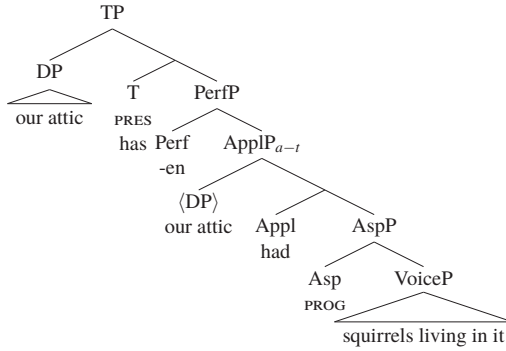 TP
DP
T PerfP
our attic
PRES
has Perf ApplPa−t
-en
⟨DP⟩
our attic Appl AspP
had
Asp VoiceP
PROG
squirrels living in it